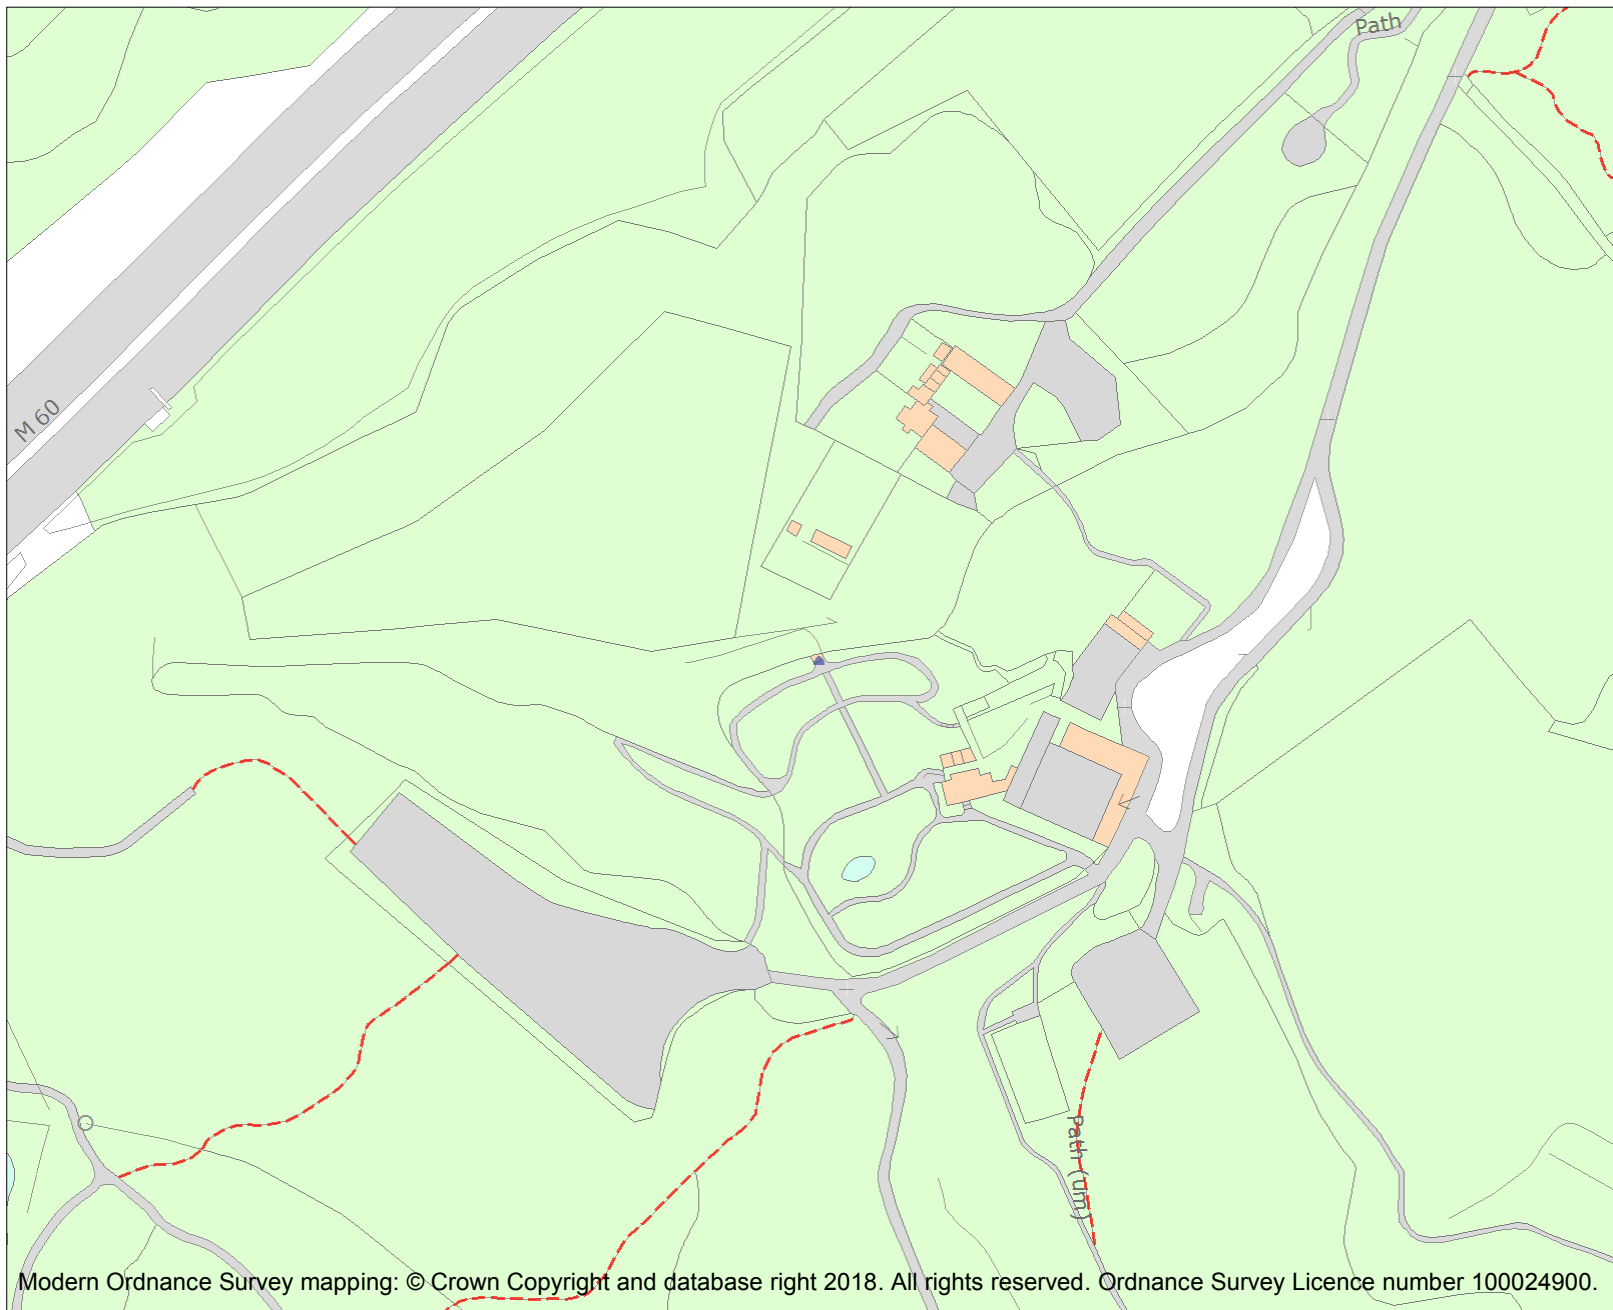 Path
M 60
Path (um)
Modern Ordnance Survey mapping: © Crown Copyright and database right 2018. All rights reserved. Ordnance Survey Licence number 100024900.